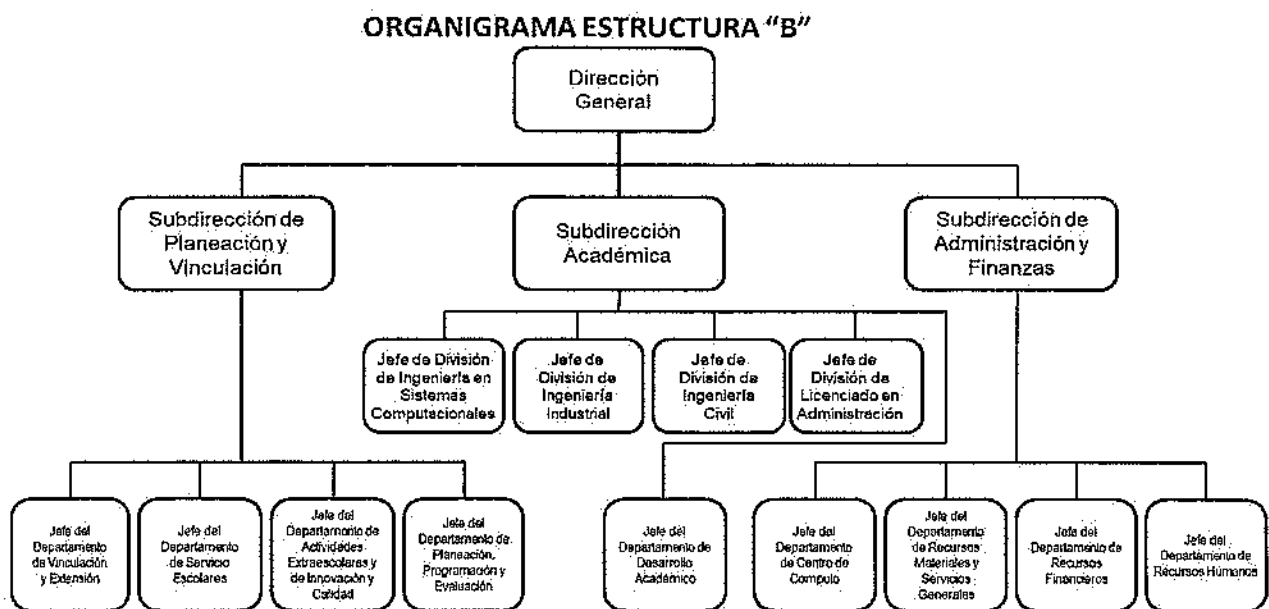 ORGANIGRAMA ESTRUCTURA “B”
Dirección
General
Subdirección de
Planeación y
Vinculación
Subdirección
Académica
Subdirección de
Administración y
Finanzas
Jefe de División
de Ingeniería en
Sistemas
Computacionales
Jefe de
División de
Ingeniería
Industrial
Jefe de
División de
Ingeniería
Civil
Jefe de
División de
Licenciado en
Administración
Jefe del
Departamento
de Vinculación
y Extensión
Jefe del
Departamento
de Servicio
Escolares
Jefe del
Departamento de
Actividades
Extraescolares y
de Innovación y
Calidad
Jefe del
Departamento de
Planeación,
Programación y
Evaluación
Jefe del
Departamento de
Desarrollo
Académico
Jefe del
Departamento
de Centro de
Computo
Jefe del
Departamento
de Recursos
Materiales y
Servicios
Generales
Jefe del
Departamento de
Recursos
Financieros
Jefe del
Departamento de
Recursos Humanos